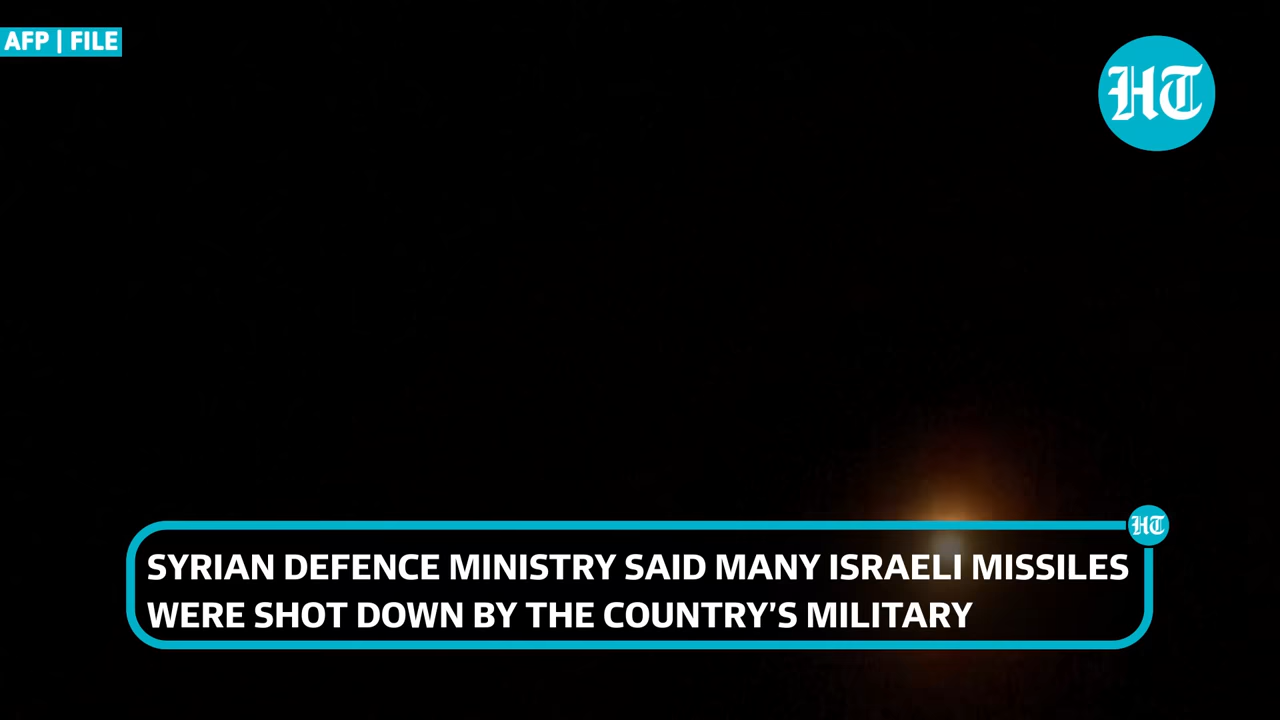 AFP | FILE
HT
HT
SYRIAN DEFENCE MINISTRY SAID MANY ISRAELI MISSILES
WERE SHOT DOWN BY THE COUNTRY'S MILITARY